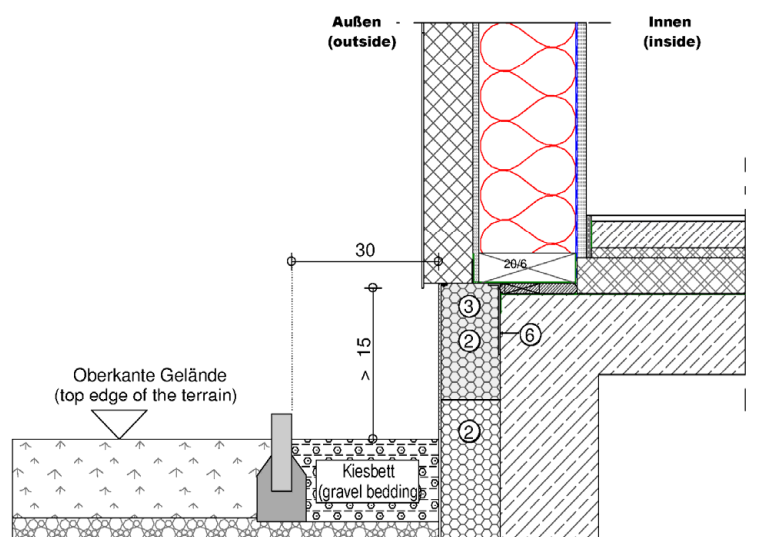 Außen
(outside)
Innen
(inside)
20/6
30
3
> 15
2
6
Oberkante Gelände
(top edge of the terrain)
2
Kiesbett
(gravel bedding)